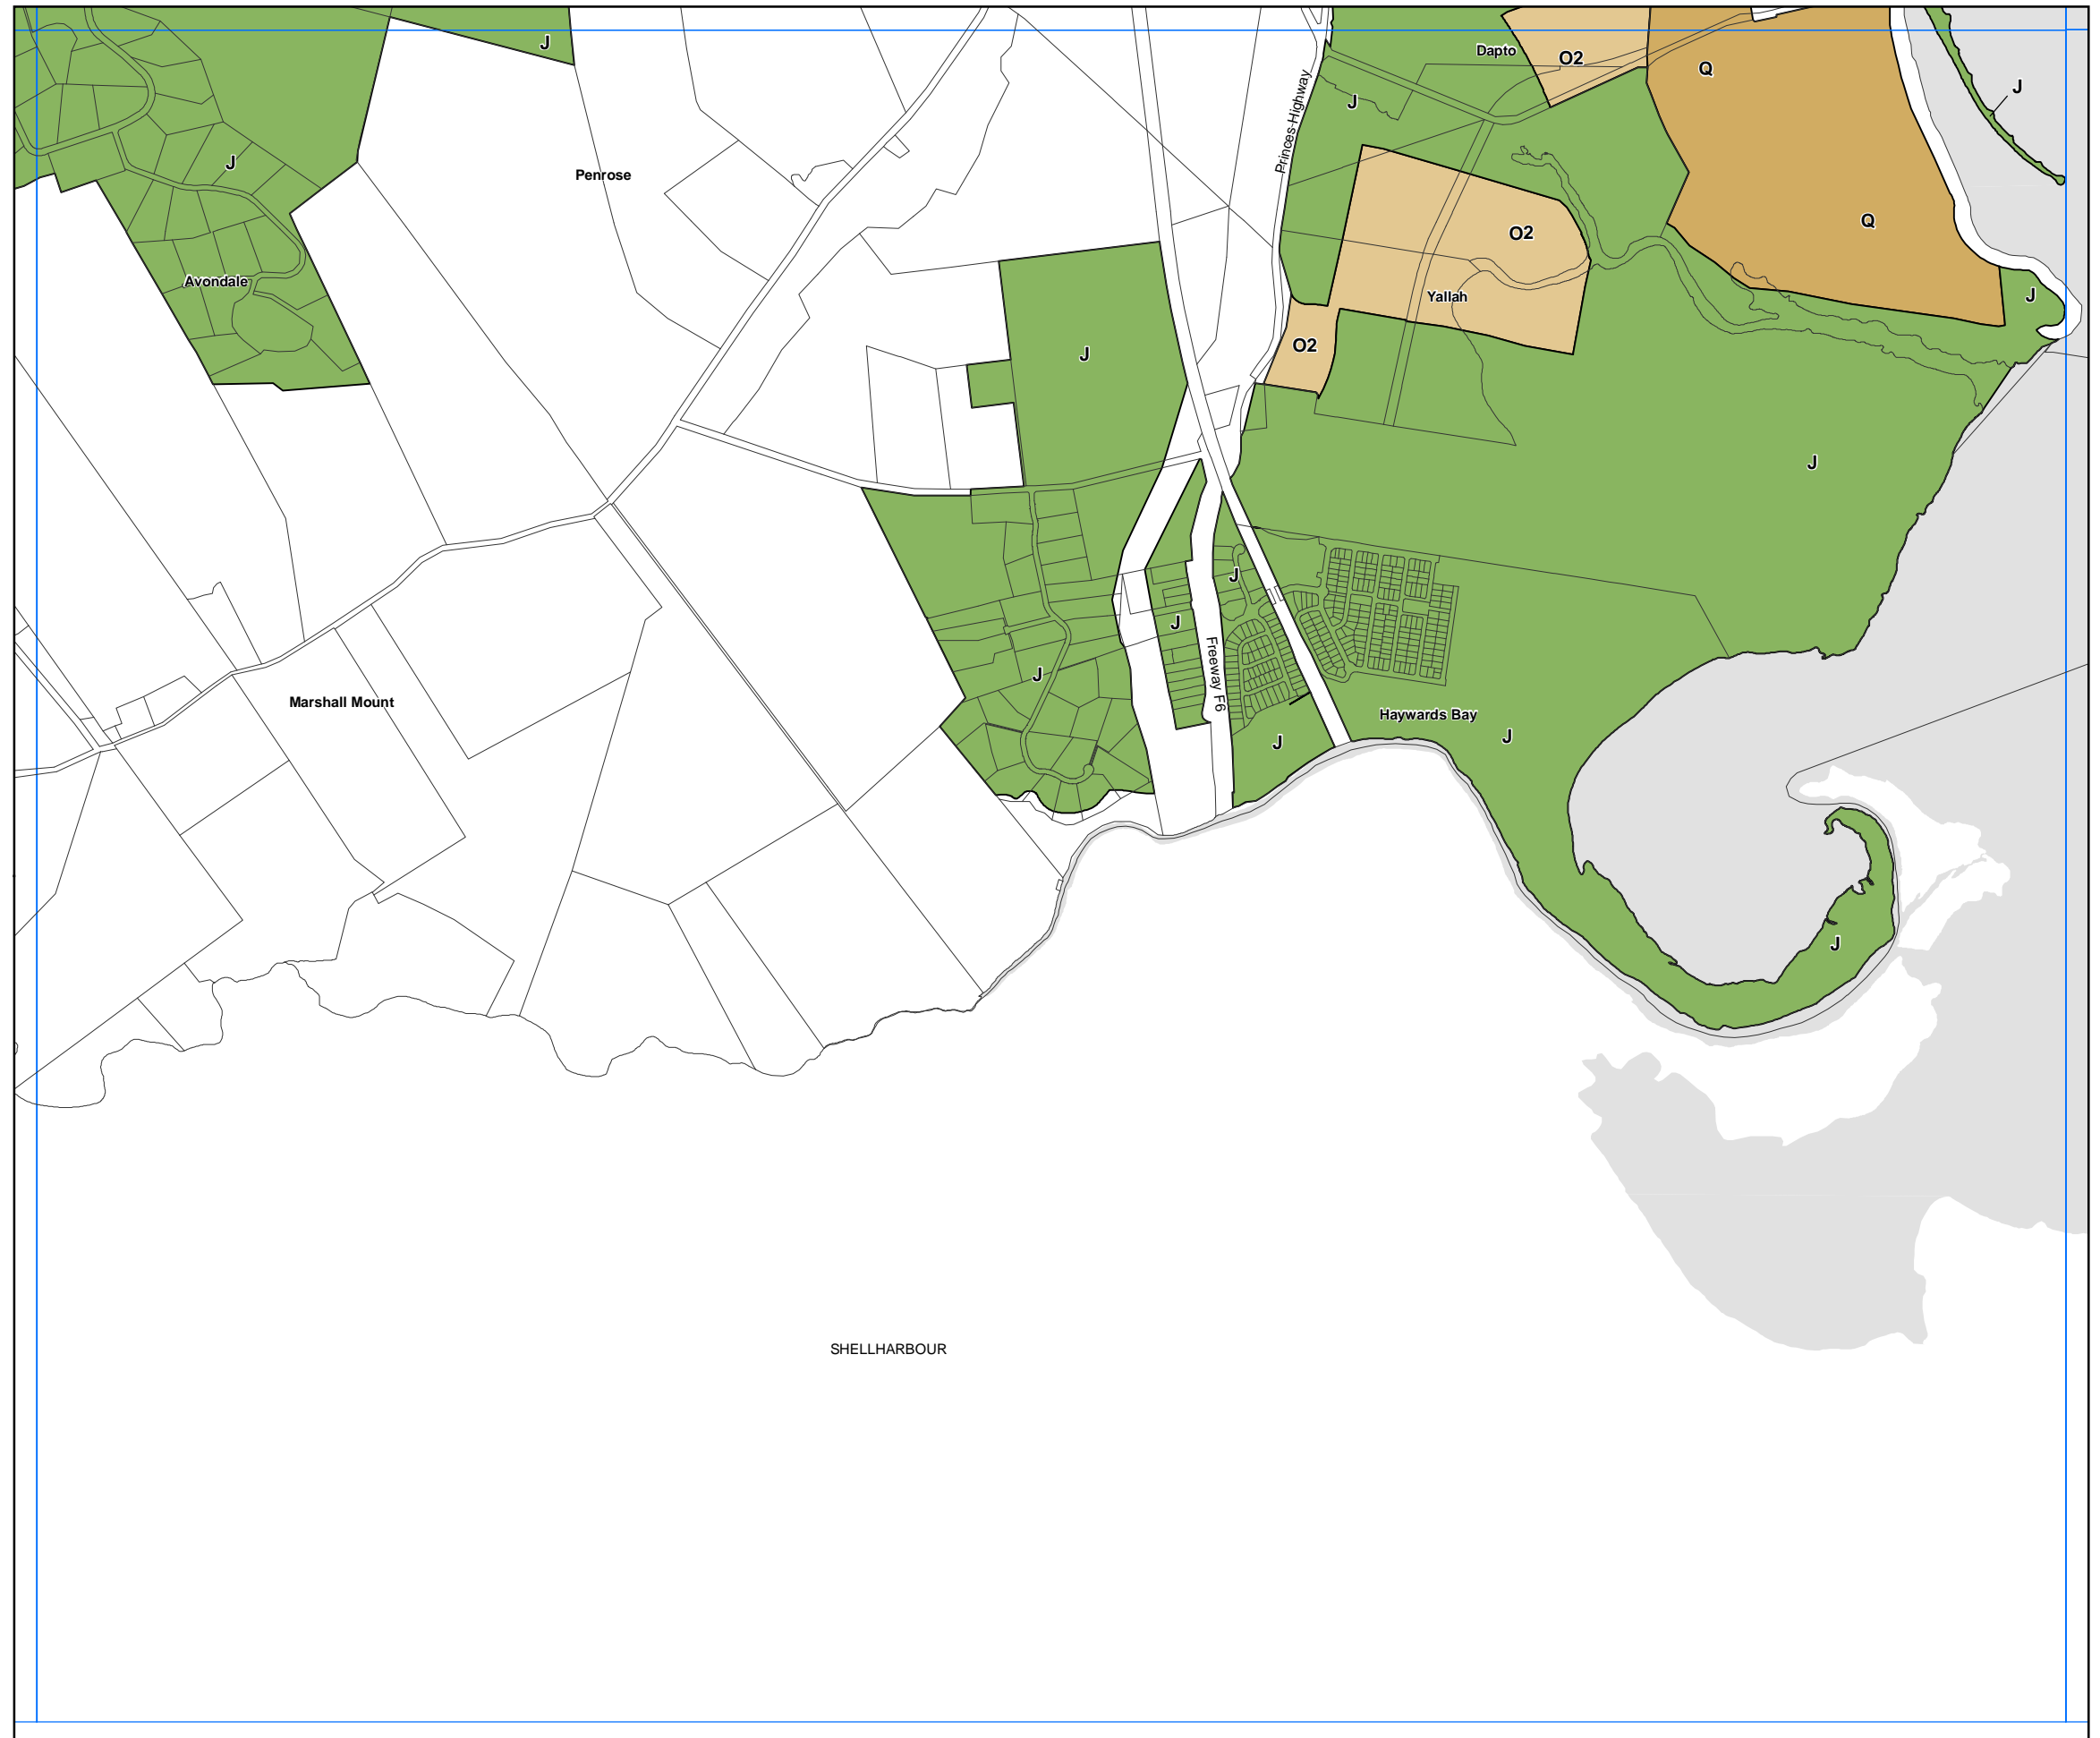 J
Dapto
O2
Q
J
Princes Highway
J
J
Penrose
Q
O2
Avondale
J
Yallah
O2
J
J
J
J
J
Freeway F6
Marshall Mount
Haywards Bay
J
J
J
SHELLHARBOUR